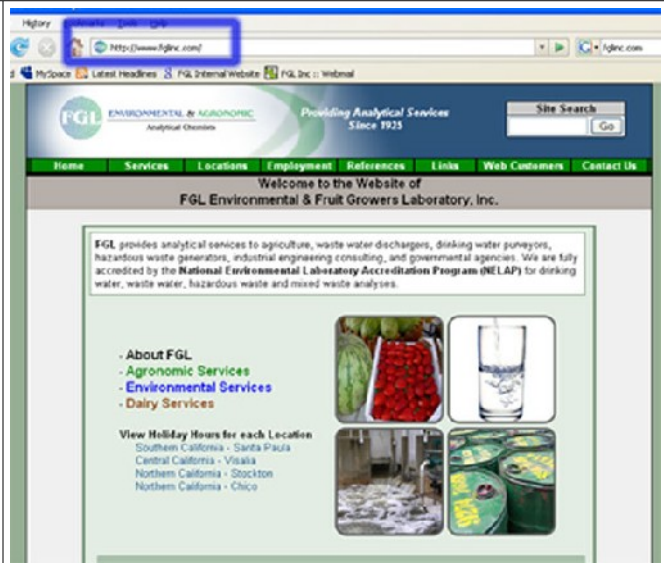 History Bookmarks Tools Help
http://www.fglinc.com/
fglinc.com
MySpace Latest Headlines FGL Internal Website FGL Inc :: Webmail
FGL ENVIRONMENTAL & AGRONOMIC
Analytical Chemists
Providing Analytical Services
Since 1925
Site Search
Go
Home Services Locations Employment References Links Web Customers Contact Us
Welcome to the Website of
FGL Environmental & Fruit Growers Laboratory, Inc.
FGL provides analytical services to agriculture, waste water dischargers, drinking water purveyors,
hazardous waste generators, industrial engineering consulting, and governmental agencies. We are fully
accredited by the National Environmental Laboratory Accreditation Program (NELAP) for drinking
water, waste water, hazardous waste and mixed waste analyses.
- About FGL
- Agronomic Services
- Environmental Services
- Dairy Services
View Holiday Hours for each Location
Southern California - Santa Paula
Central California - Visalia
Northern California - Stockton
Northern California - Chico